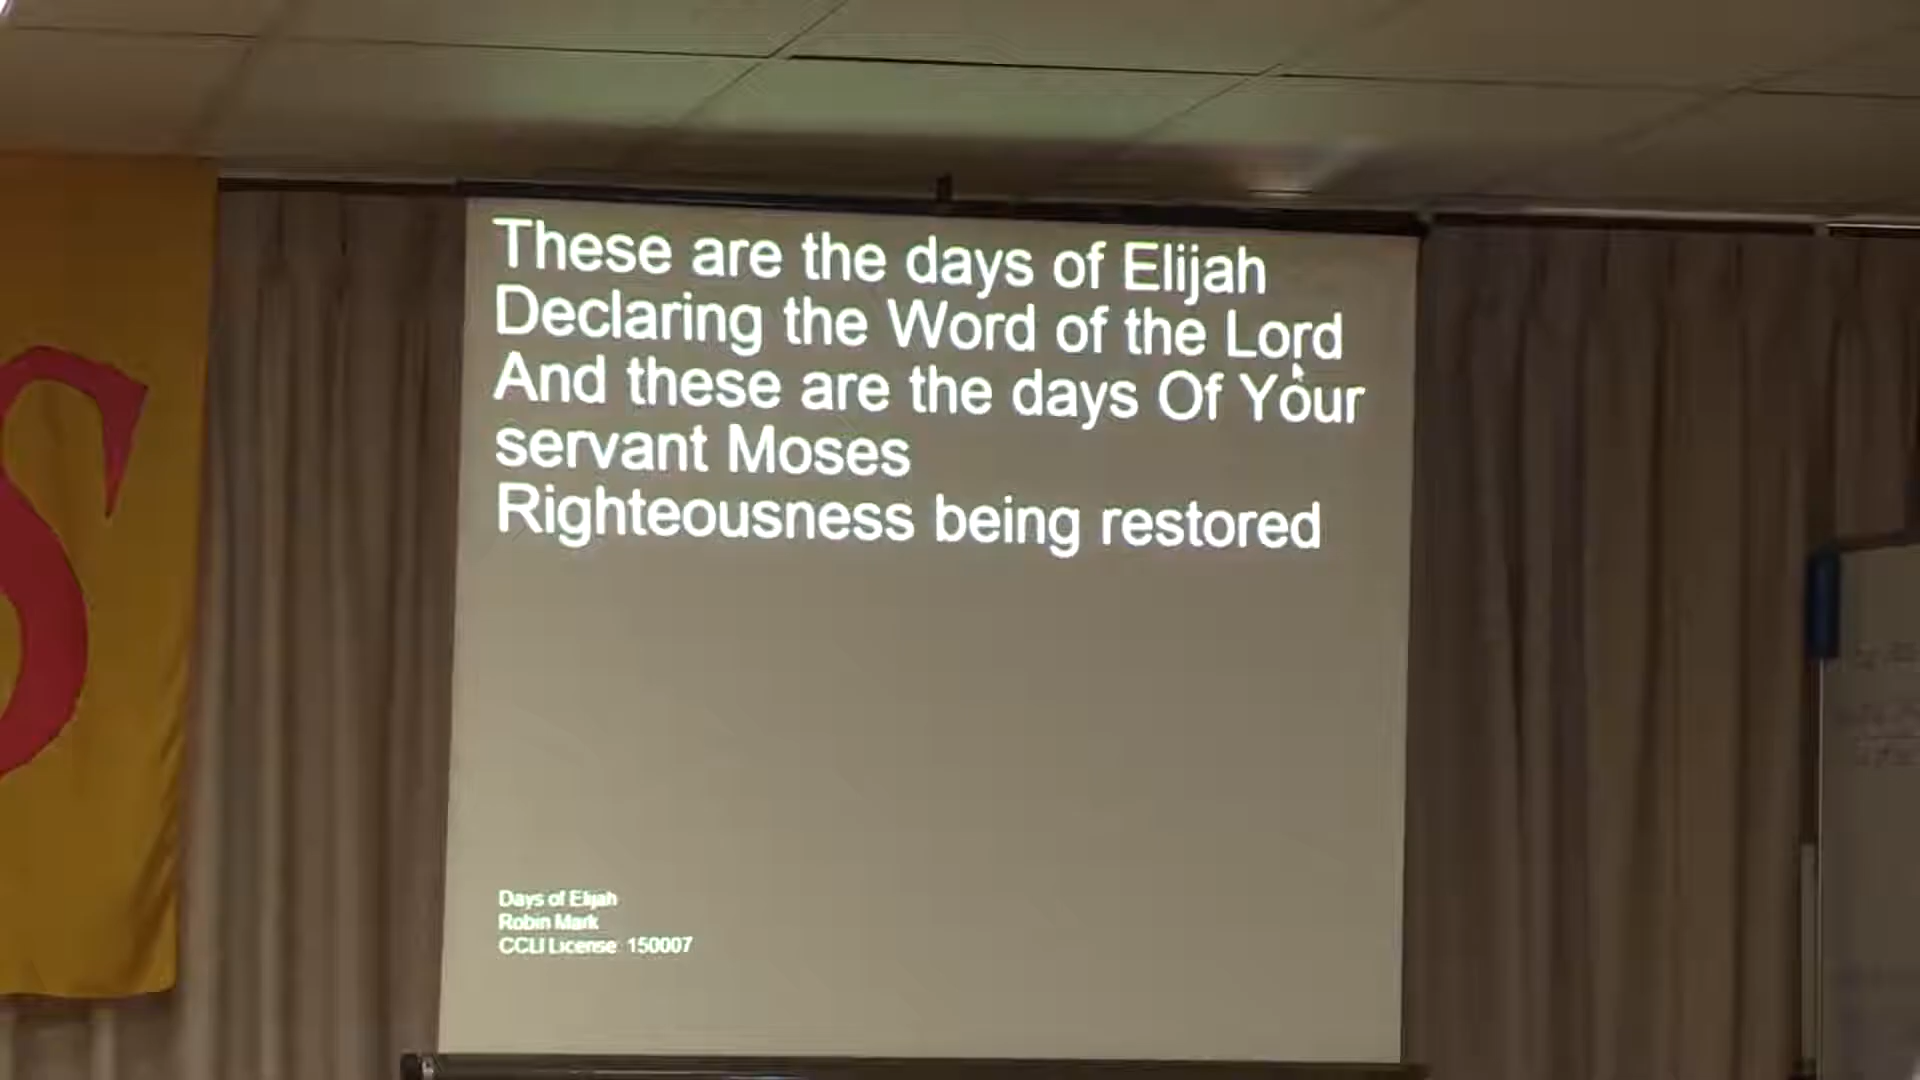 These are the days of Elijah
Declaring the Word of the Lord
And these are the days Of Your
servant Moses
Righteousness being restored
Days of Elijah
Robin Mark
CCLI License 150007
S